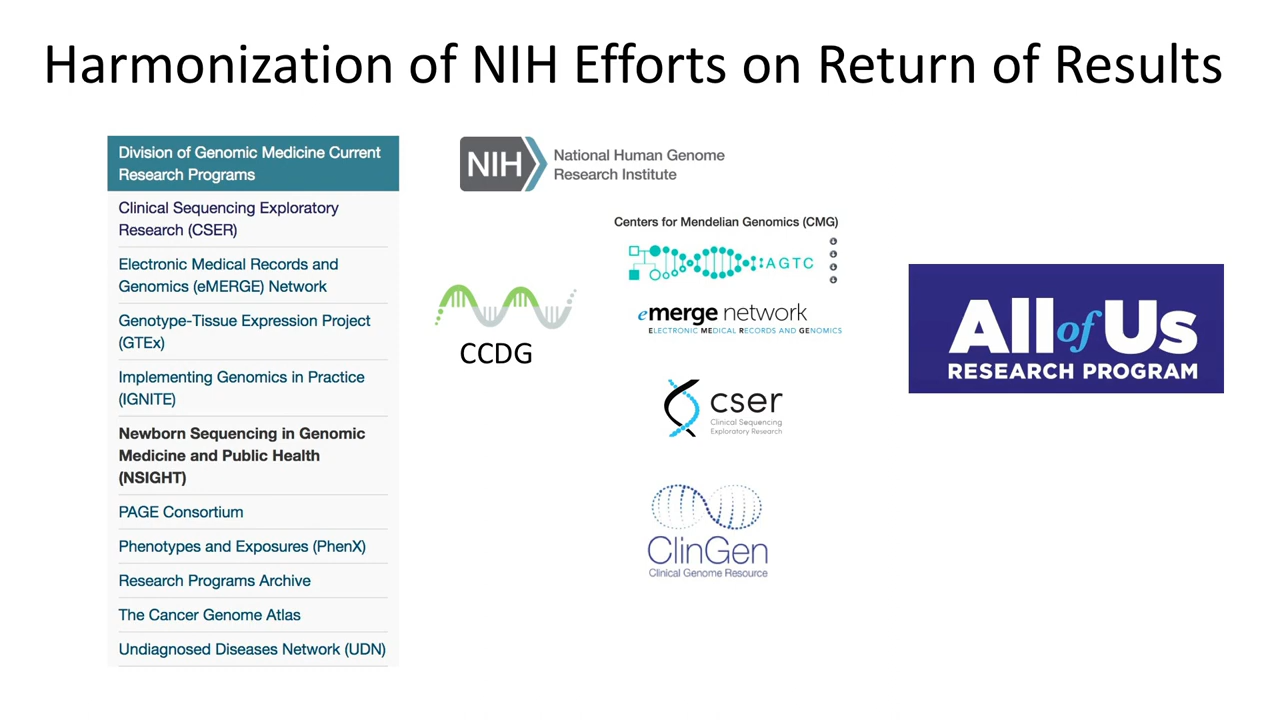 Harmonization of NIH Efforts on Return of Results
Division of Genomic Medicine Current
Research Programs
Clinical Sequencing Exploratory
Research (CSER)
Electronic Medical Records and
Genomics (eMERGE) Network
Genotype-Tissue Expression Project
(GTEx)
Implementing Genomics in Practice
(IGNITE)
Newborn Sequencing in Genomic
Medicine and Public Health
(NSIGHT)
PAGE Consortium
Phenotypes and Exposures (PhenX)
Research Programs Archive
The Cancer Genome Atlas
Undiagnosed Diseases Network (UDN)
NIH
National Human Genome
Research Institute
CCDG
Centers for Mendelian Genomics (CMG)
AGTC
emerge network
ELECTRONIC MEDICAL RECORDS AND GENOMICS
cser
Clinical Sequencing
Exploratory Research
ClinGen
Clinical Genome Resource
All of Us
RESEARCH PROGRAM